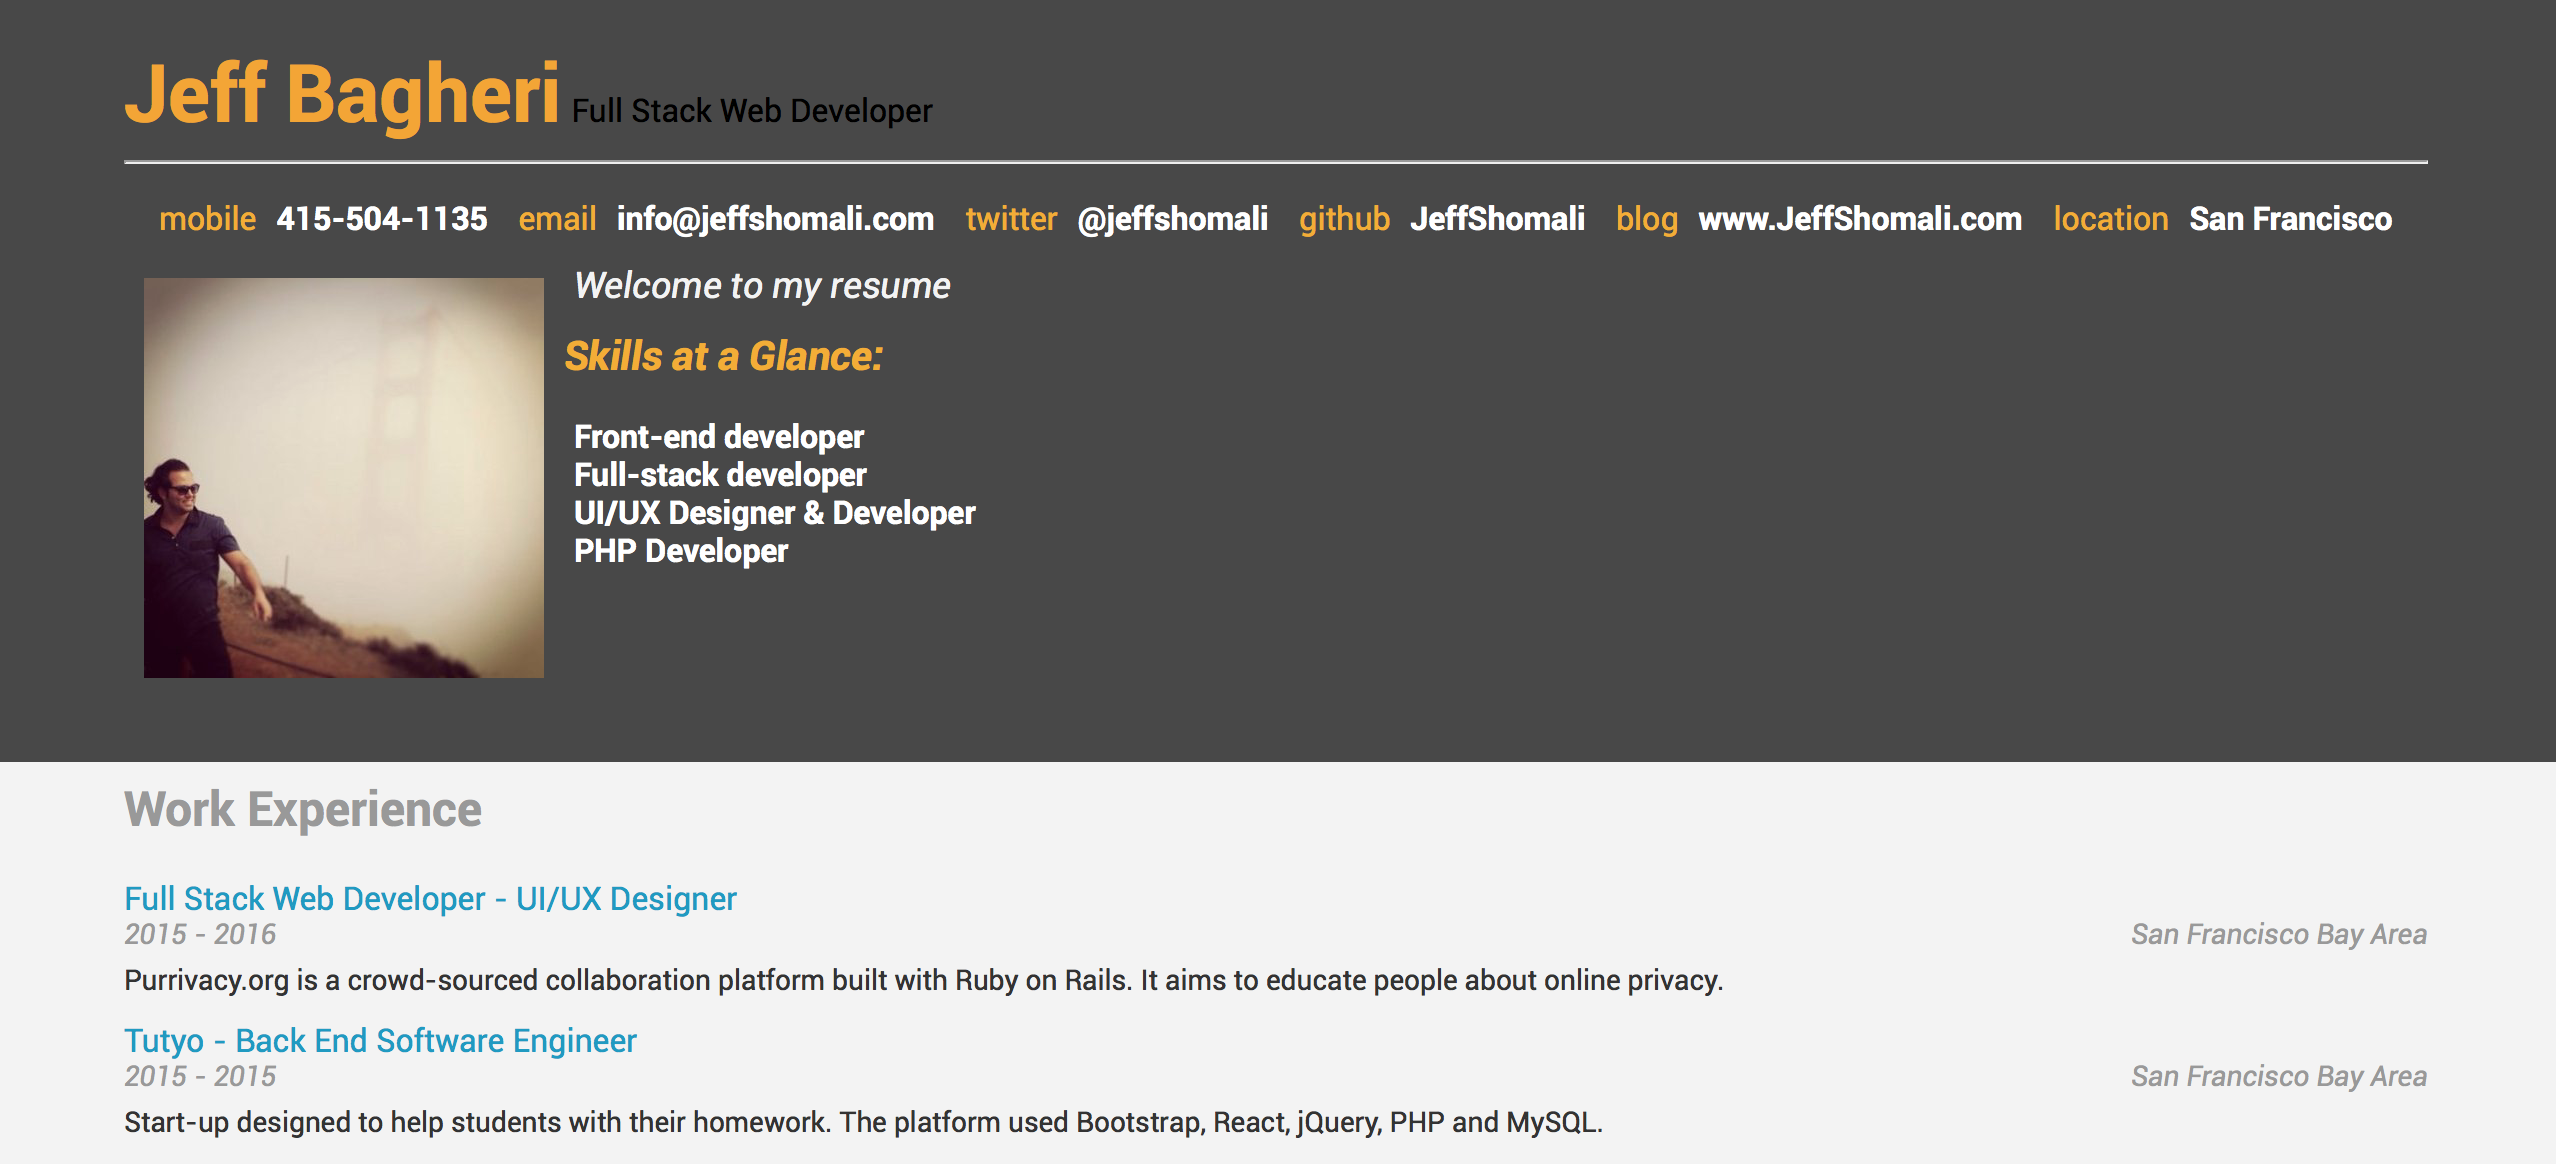 Jeff Bagheri Full Stack Web Developer
mobile 415-504-1135 email info@jeffshomali.com twitter @jeffshomali github JeffShomali blog www.JeffShomali.com location San Francisco
Welcome to my resume
Skills at a Glance:
Front-end developer
Full-stack developer
UI/UX Designer & Developer
PHP Developer
Work Experience
Full Stack Web Developer - UI/UX Designer
2015 - 2016 San Francisco Bay Area
Purrivacy.org is a crowd-sourced collaboration platform built with Ruby on Rails. It aims to educate people about online privacy.
Tutyo - Back End Software Engineer
2015 - 2015 San Francisco Bay Area
Start-up designed to help students with their homework. The platform used Bootstrap, React, jQuery, PHP and MySQL.